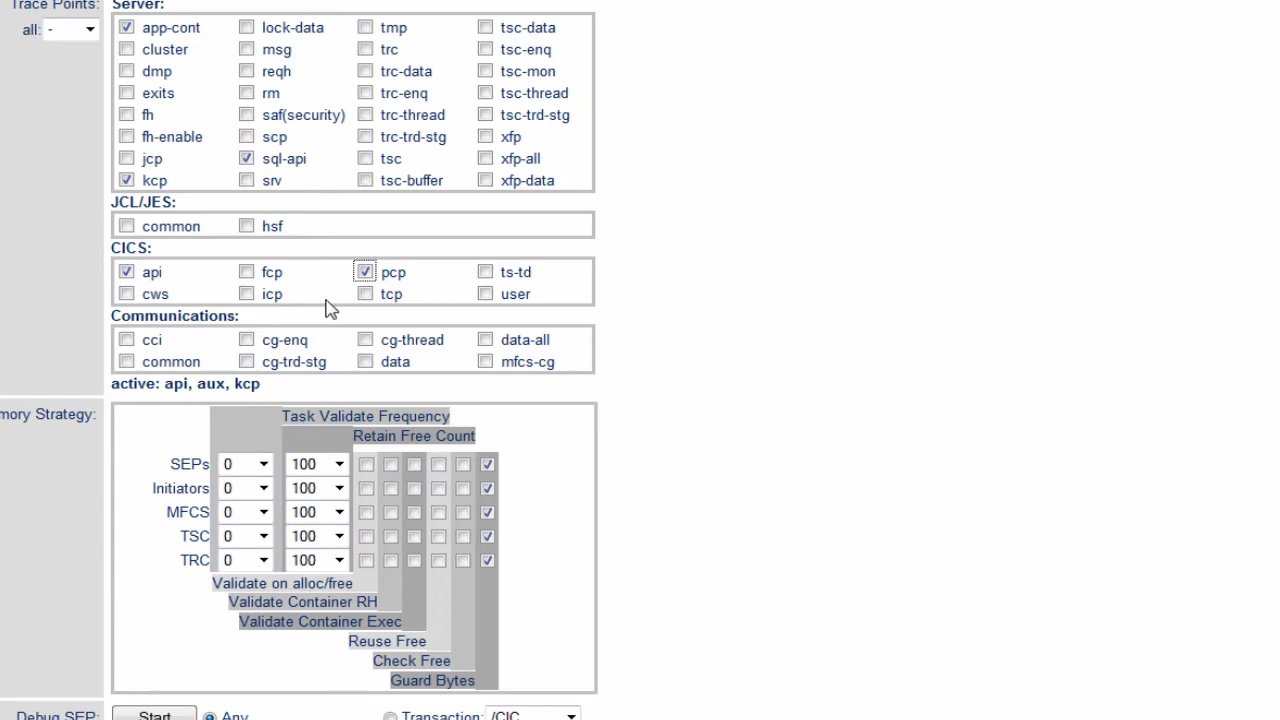 Trace Points:
Server:
all: -
app-cont lock-data tmp tsc-data
cluster msg trc tsc-enq
dmp reqh trc-data tsc-mon
exits rm trc-enq tsc-thread
fh saf(security) trc-thread tsc-trd-stg
fh-enable scp trc-trd-stg xfp
jcp sql-api tsc xfp-all
kcp srv tsc-buffer xfp-data
JCL/JES:
common hsf
CICS:
api fcp pcp ts-td
cws icp tcp user
Communications:
cci cg-enq cg-thread data-all
common cg-trd-stg data mfcs-cg
active: api, aux, kcp
mory Strategy:
Task Validate Frequency
Retain Free Count
SEPs 0 100
Initiators 0 100
MFCS 0 100
TSC 0 100
TRC 0 100
Validate on alloc/free
Validate Container RH
Validate Container Exec
Reuse Free
Check Free
Guard Bytes
Debug SEP: Start Any Transaction: /CIC